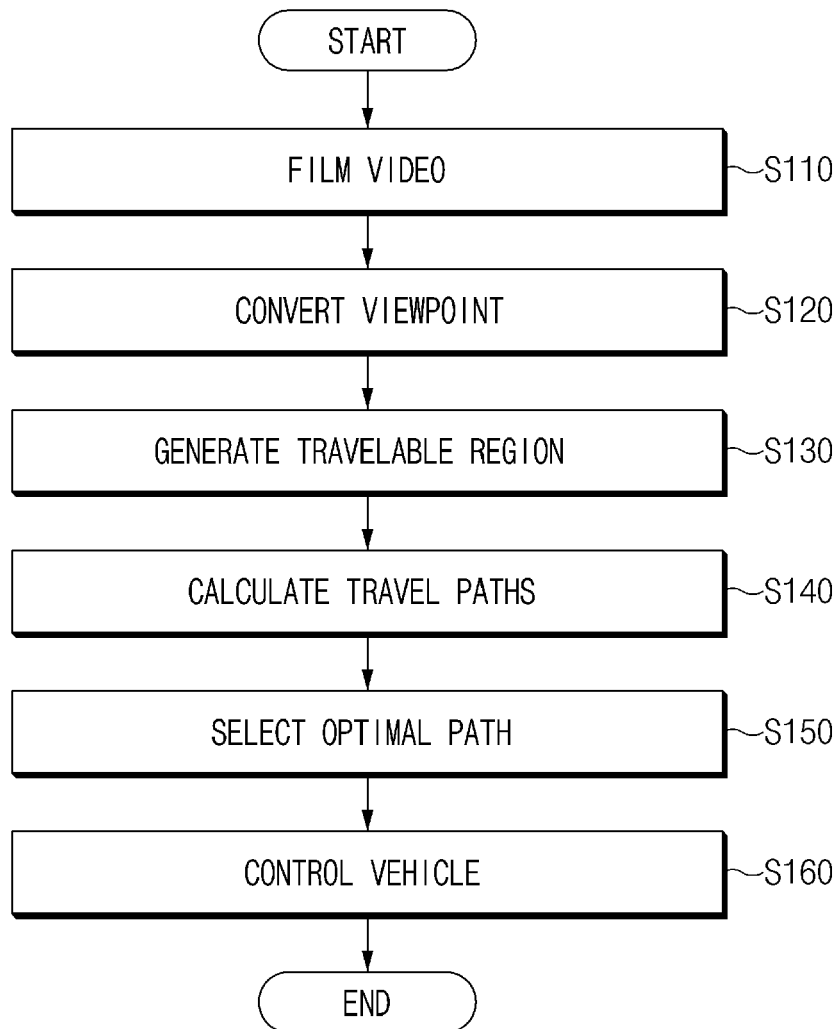 START
FILM VIDEO
S110
CONVERT VIEWPOINT
S120
GENERATE TRAVELABLE REGION
S130
CALCULATE TRAVEL PATHS
S140
SELECT OPTIMAL PATH
S150
CONTROL VEHICLE
S160
END